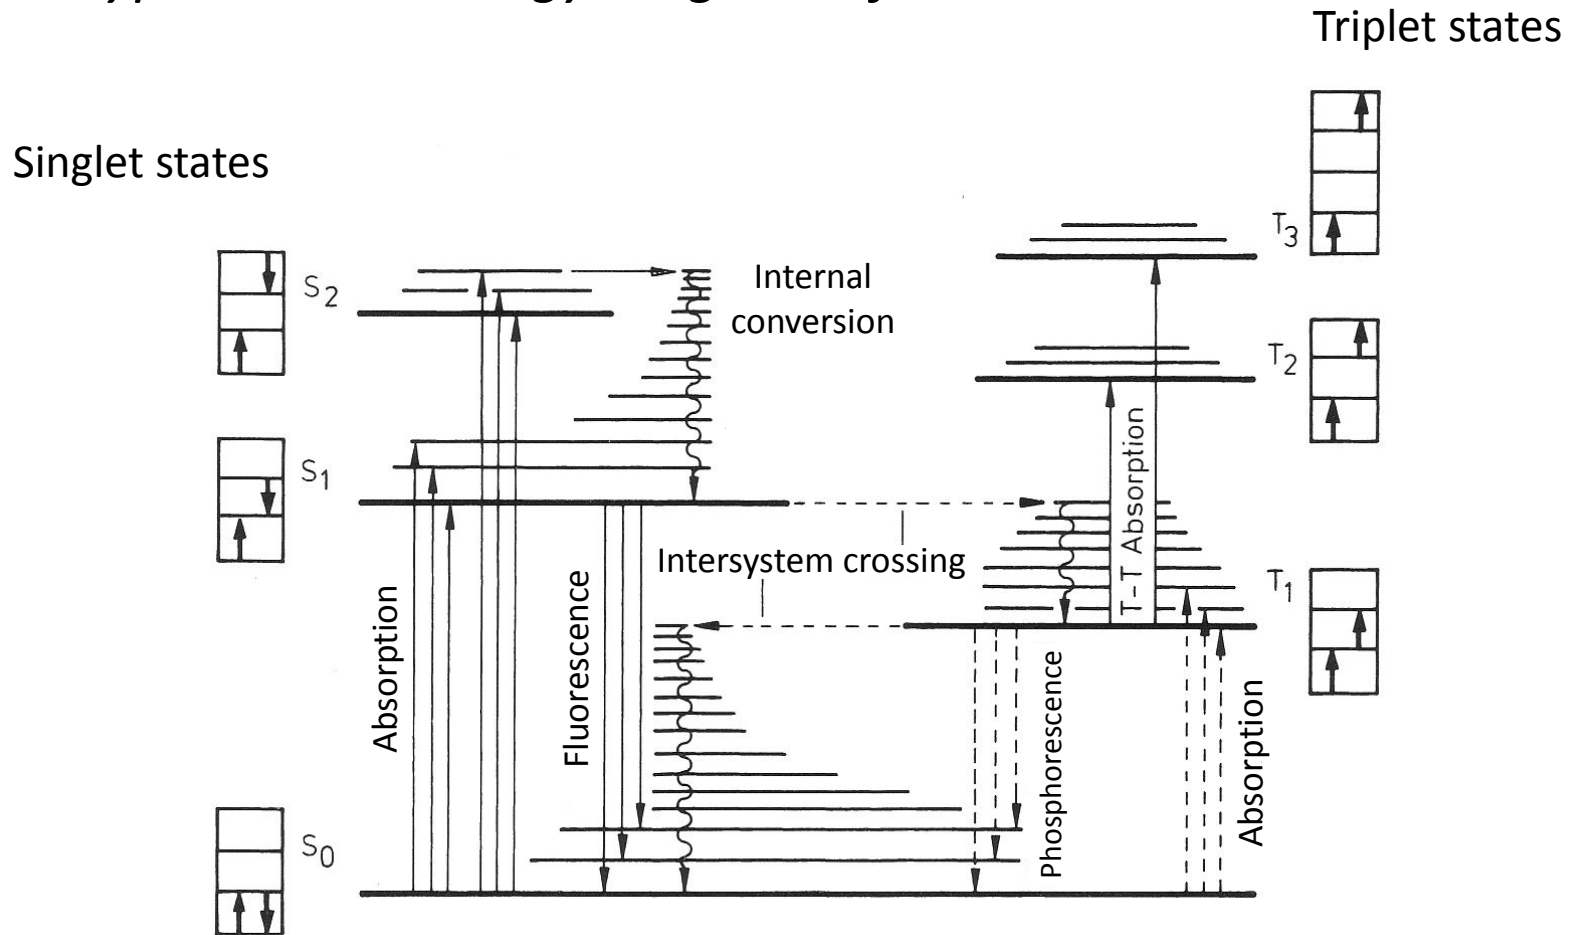 Triplet states
Singlet states
S2
S1
S0
Internal
conversion
T3
T2
T1
T-T Absorption
Intersystem crossing
Absorption
Fluorescence
Phosphorescence
Absorption